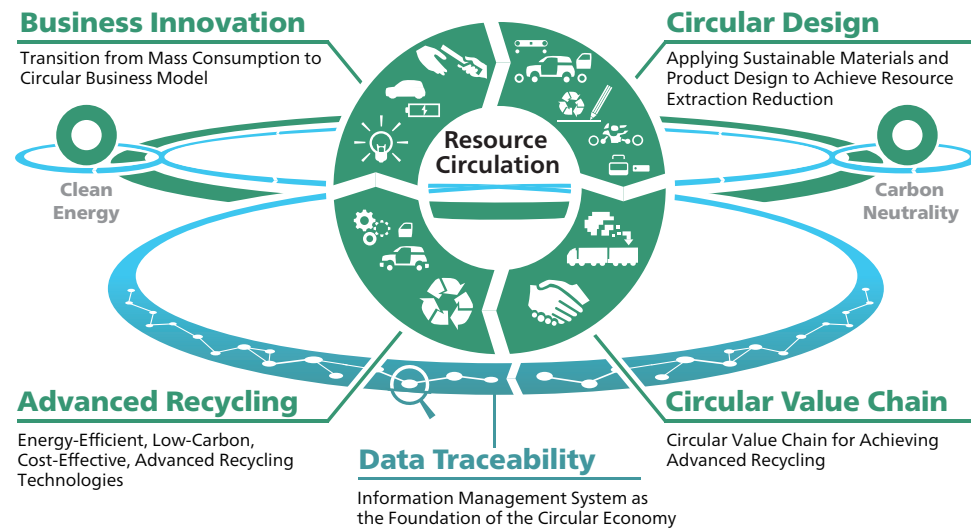 Business Innovation
Transition from Mass Consumption to
Circular Business Model
Circular Design
Applying Sustainable Materials and
Product Design to Achieve Resource
Extraction Reduction
Resource
Circulation
Clean
Energy
Carbon
Neutrality
Advanced Recycling
Energy-Efficient, Low-Carbon,
Cost-Effective, Advanced Recycling
Technologies
Data Traceability
Information Management System as
the Foundation of the Circular Economy
Circular Value Chain
Circular Value Chain for Achieving
Advanced Recycling